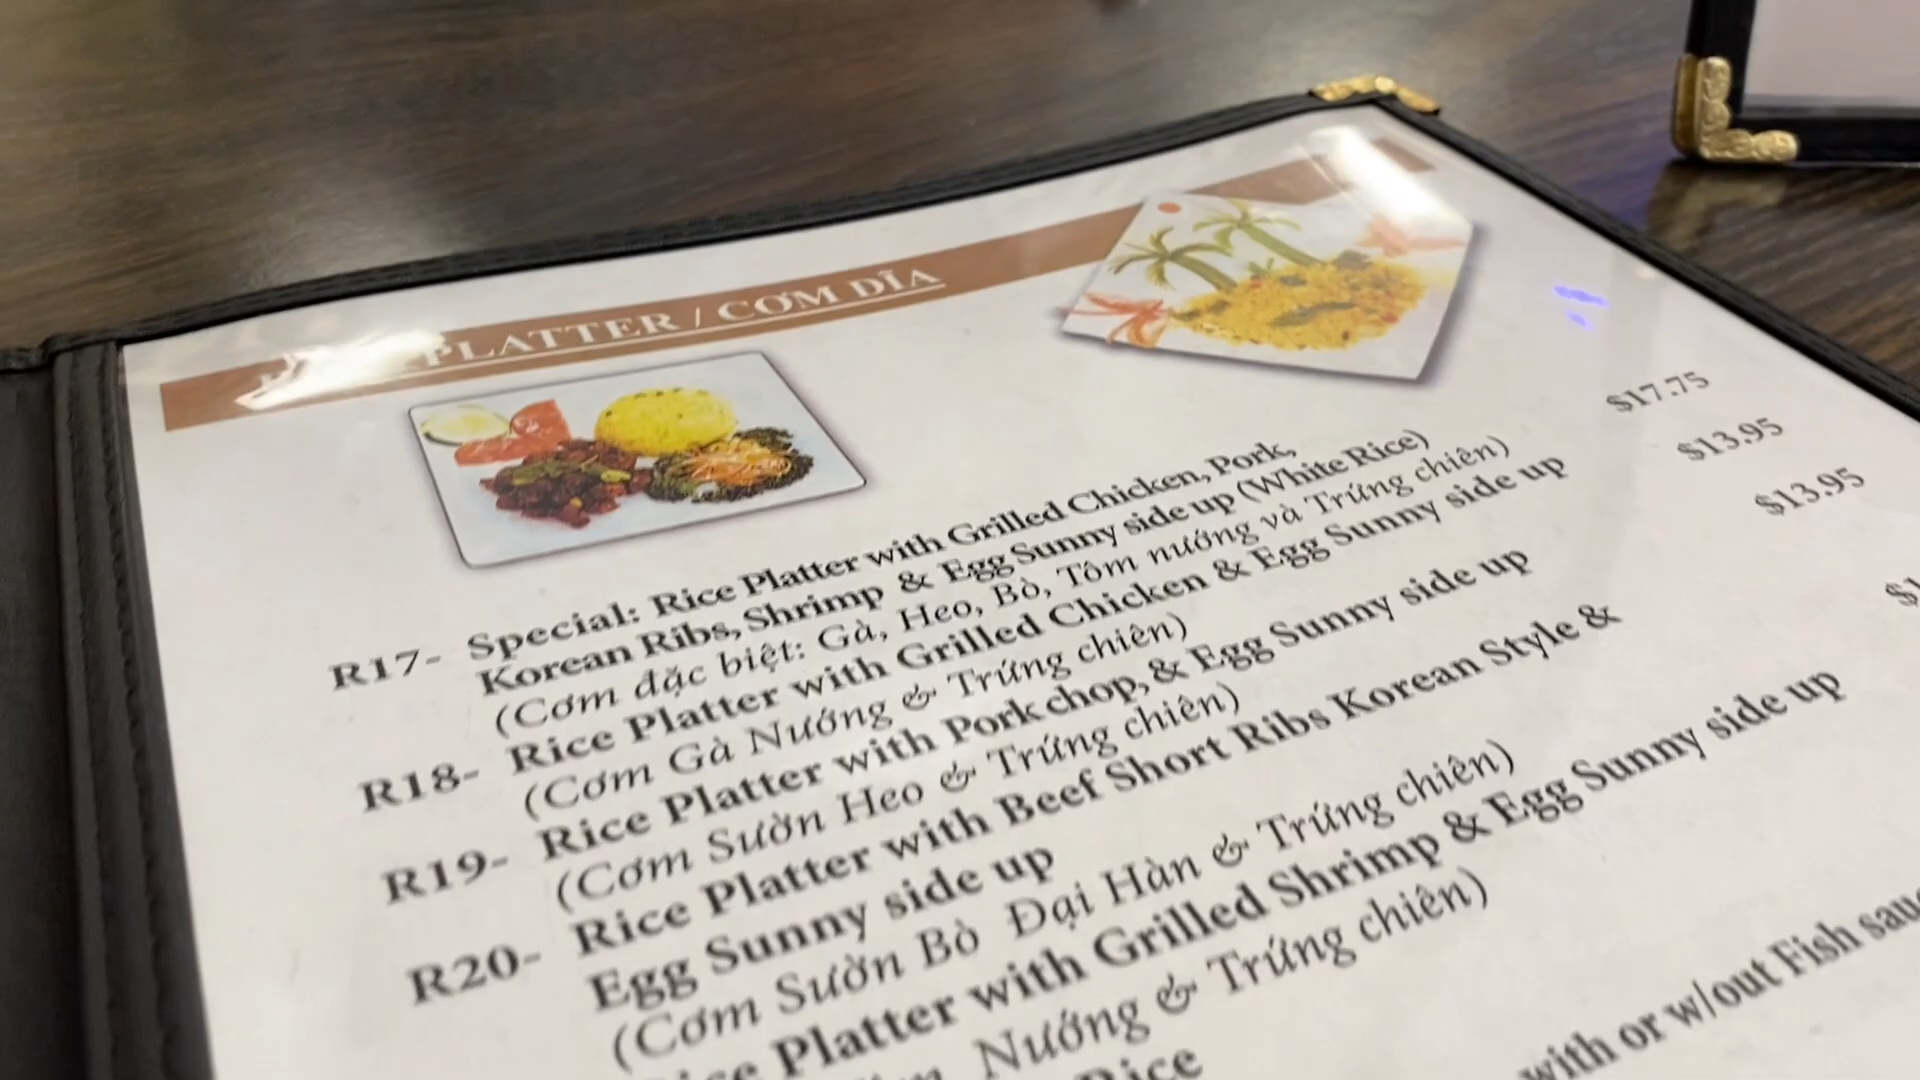 PLATTER / CƠM DĨA
R17- Special: Rice Platter with Grilled Chicken, Pork, $17.75
Korean Ribs, Shrimp & Egg Sunny side up (White Rice)
(Cơm đặc biệt: Gà, Heo, Bò, Tôm nướng và Trứng chiên)
R18- Rice Platter with Grilled Chicken & Egg Sunny side up $13.95
(Cơm Gà Nướng & Trứng chiên)
R19- Rice Platter with Pork chop, & Egg Sunny side up $13.95
(Cơm Sườn Heo & Trứng chiên)
R20- Rice Platter with Beef Short Ribs Korean Style &
Egg Sunny side up
(Cơm Sườn Bò Đại Hàn & Trứng chiên)
Platter with Grilled Shrimp & Egg Sunny side up
Nướng & Trứng chiên)
Rice
with or w/out Fish